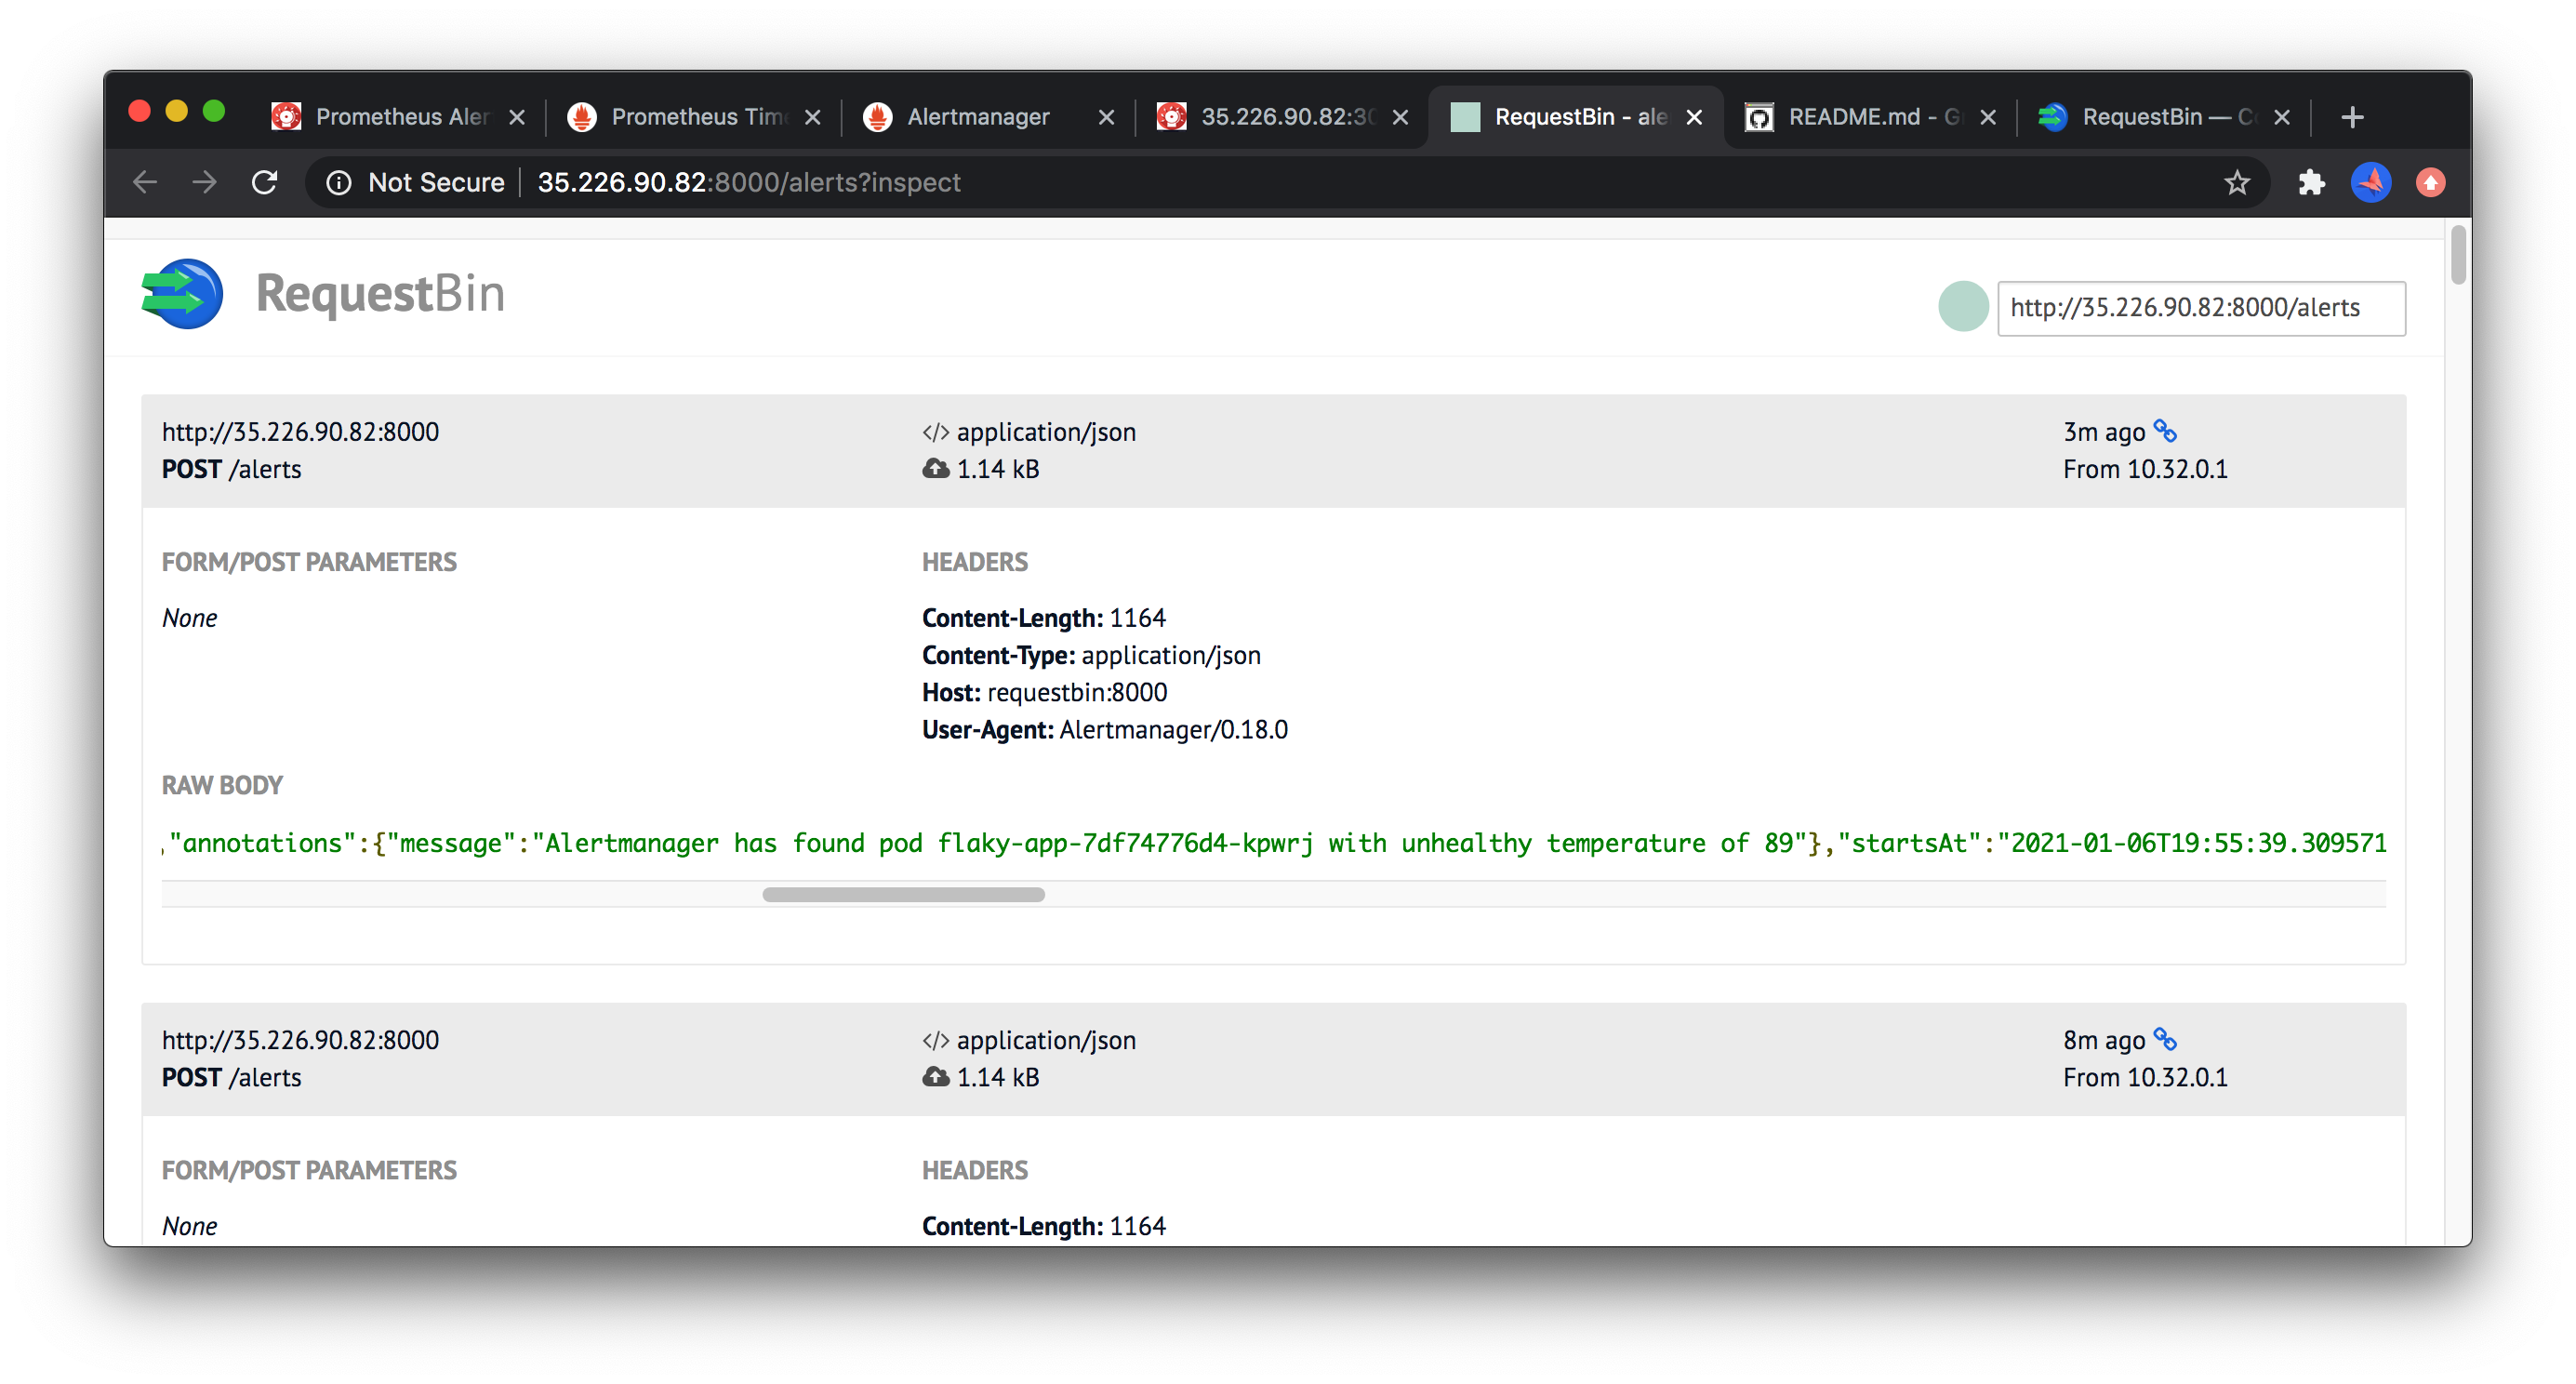 Prometheus Aler
Prometheus Time
Alertmanager
35.226.90.82:30
RequestBin - ale
README.md - G
RequestBin — C
Not Secure
35.226.90.82:8000/alerts?inspect
RequestBin
http://35.226.90.82:8000/alerts
http://35.226.90.82:8000
POST /alerts
</> application/json
1.14 kB
3m ago
From 10.32.0.1
FORM/POST PARAMETERS
None
HEADERS
Content-Length: 1164
Content-Type: application/json
Host: requestbin:8000
User-Agent: Alertmanager/0.18.0
RAW BODY
,"annotations":{"message":"Alertmanager has found pod flaky-app-7df74776d4-kpwrj with unhealthy temperature of 89"},"startsAt":"2021-01-06T19:55:39.309571
http://35.226.90.82:8000
POST /alerts
</> application/json
1.14 kB
8m ago
From 10.32.0.1
FORM/POST PARAMETERS
None
HEADERS
Content-Length: 1164